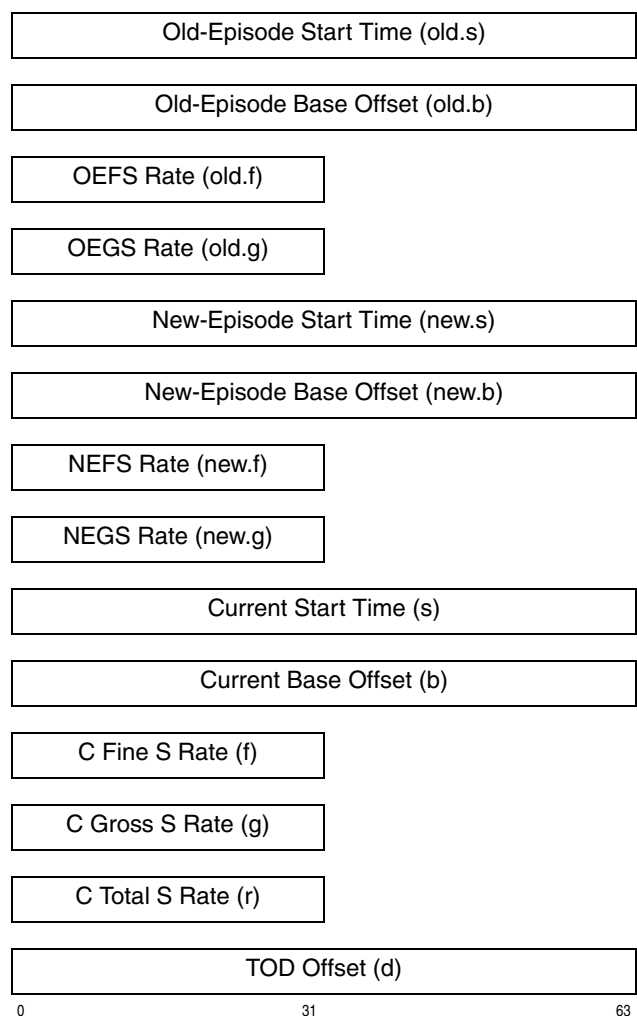 Old-Episode Start Time (old.s)
Old-Episode Base Offset (old.b)
OEFS Rate (old.f)
OEGS Rate (old.g)
New-Episode Start Time (new.s)
New-Episode Base Offset (new.b)
NEFS Rate (new.f)
NEGS Rate (new.g)
Current Start Time (s)
Current Base Offset (b)
C Fine S Rate (f)
C Gross S Rate (g)
C Total S Rate (r)
TOD Offset (d)
0 31 63